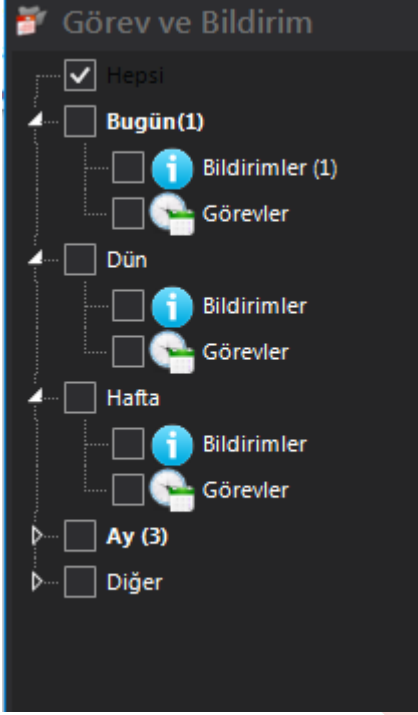 Görev ve Bildirim
Hepsi
Bugün(1)
Bildirimler (1)
Görevler
Dün
Bildirimler
Görevler
Hafta
Bildirimler
Görevler
Ay (3)
Diğer